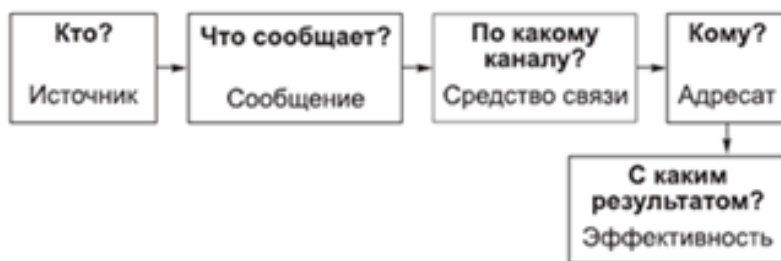 Кто?
Источник
Что сообщает?
Сообщение
По какому
каналу?
Средство связи
Кому?
Адресат
С каким
результатом?
Эффективность